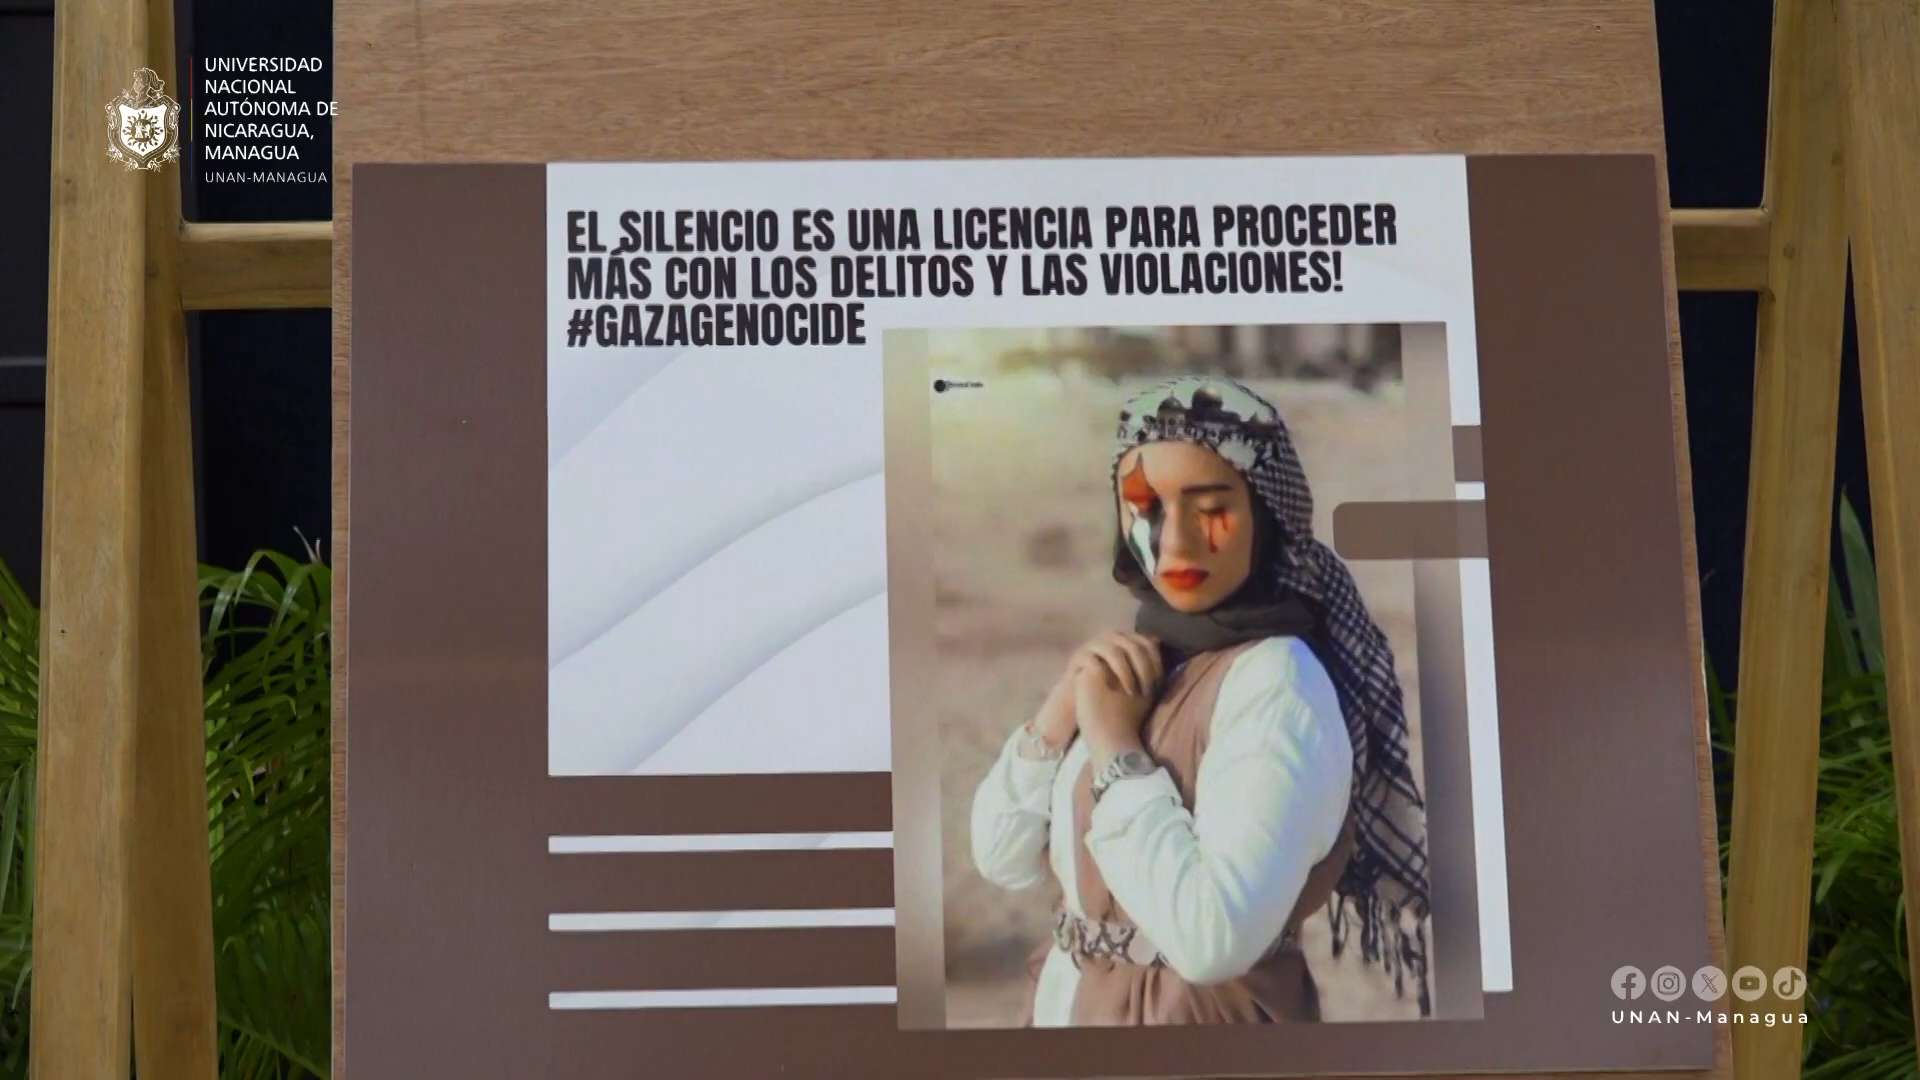 UNIVERSIDAD
NACIONAL
AUTÓNOMA DE
NICARAGUA,
MANAGUA
UNAN-MANAGUA
EL SILENCIO ES UNA LICENCIA PARA PROCEDER
MÁS CON LOS DELITOS Y LAS VIOLACIONES!
#GAZAGENOCIDE
UNAN-Managua